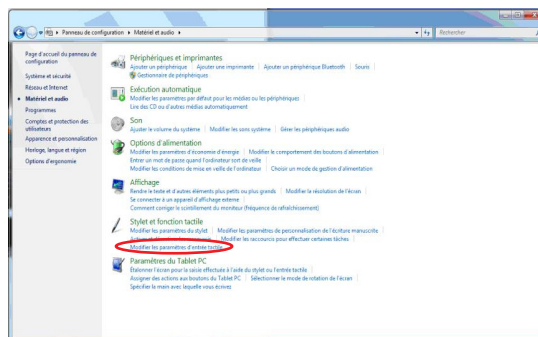 Panneau de configuration ▸ Matériel et audio ▸
Rechercher
Page d'accueil du panneau de
configuration
Système et sécurité
Réseau et Internet
Matériel et audio
Programmes
Comptes et protection des
utilisateurs
Apparence et personnalisation
Horloge, langue et région
Options d'ergonomie
Périphériques et imprimantes
Ajouter un périphérique | Ajouter une imprimante | Ajouter un périphérique Bluetooth | Souris
Gestionnaire de périphériques
Exécution automatique
Modifier les paramètres par défaut pour les médias ou les périphériques
Lire des CD ou d'autres médias automatiquement
Son
Ajuster le volume du système | Modifier les sons système | Gérer les périphériques audio
Options d'alimentation
Modifier les paramètres d'économie d'énergie | Modifier le comportement des boutons d'alimentation
Entrer un mot de passe quand l'ordinateur sort de veille
Modifier les conditions de mise en veille de l'ordinateur | Choisir un mode de gestion d'alimentation
Affichage
Rendre le texte et d'autres éléments plus petits ou plus grands | Modifier la résolution de l'écran
Se connecter à un appareil d'affichage externe
Comment corriger le scintillement du moniteur (fréquence de rafraîchissement)
Stylet et fonction tactile
Modifier les paramètres du stylet | Modifier les paramètres de personnalisation de l'écriture manuscrite
Modifier les raccourcis pour effectuer certaines tâches
Modifier les paramètres d'entrée tactile
Paramètres du Tablet PC
Étalonner l'écran pour la saisie effectuée à l'aide du stylet ou l'entrée tactile
Assigner des actions aux boutons du Tablet PC | Sélectionner le mode de rotation de l'écran
Spécifier la main avec laquelle vous écrivez